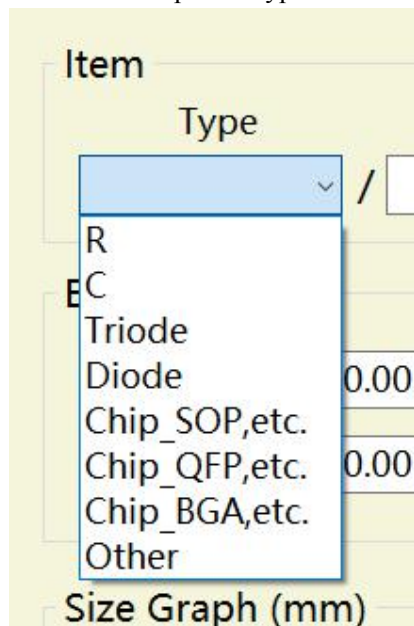 Item
Type
/
R
C
Triode
Diode
0.00
Chip_SOP,etc.
Chip_QFP,etc.
0.00
Chip_BGA,etc.
Other
Size Graph (mm)